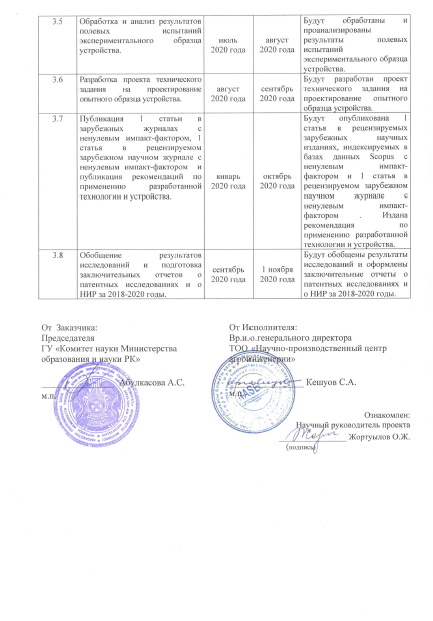 3.5
Обработка и анализ результатов
полевых испытаний
экспериментального образца
устройства.
июль
2020 года
август
2020 года
Будут обработаны и
проанализированы
результаты полевых
испытаний
экспериментального образца
устройства.
3.6
Разработка проекта технического
задания на проектирование
опытного образца устройства.
август
2020 года
сентябрь
2020 года
Будут разработан проект
технического задания на
проектирование опытного
образца устройства.
3.7
Публикация 1 статьи в
зарубежных журналах с
ненулевым импакт-фактором, 1
статья в рецензируемом
зарубежном научном журнале с
ненулевым импакт-фактором и
публикация рекомендаций по
применению разработанной
технологии и устройства.
январь
2020 года
октябрь
2020 года
Будут опубликована 1
статья в рецензируемых
зарубежных научных
изданиях, индексируемых в
базах данных Scopus с
ненулевым импакт-
фактором и 1 статья в
рецензируемом зарубежном
научном журнале с
ненулевым импакт-
фактором . Издана
рекомендация по
применению разработанной
технологии и устройства.
3.8
Обобщение результатов
исследований и подготовка
заключительных отчетов о
патентных исследованиях и о
НИР за 2018-2020 годы.
сентябрь
2020 года
1 ноября
2020 года
Будут обобщены результаты
исследований и оформлены
заключительные отчеты о
патентных исследованиях и
о НИР за 2018-2020 годы.
От Заказчика:
Председателя
ГУ «Комитет науки Министерства
образования и науки РК»
Абулкасова А.С.
м.п.
От Исполнителя:
Вр.и.о.генерального директора
ТОО «Научно-производственный центр
агроинженерии»
Кешуов С.А.
м.п.
Ознакомлен:
Научный руководитель проекта
Жортуылов О.Ж.
(подпись)